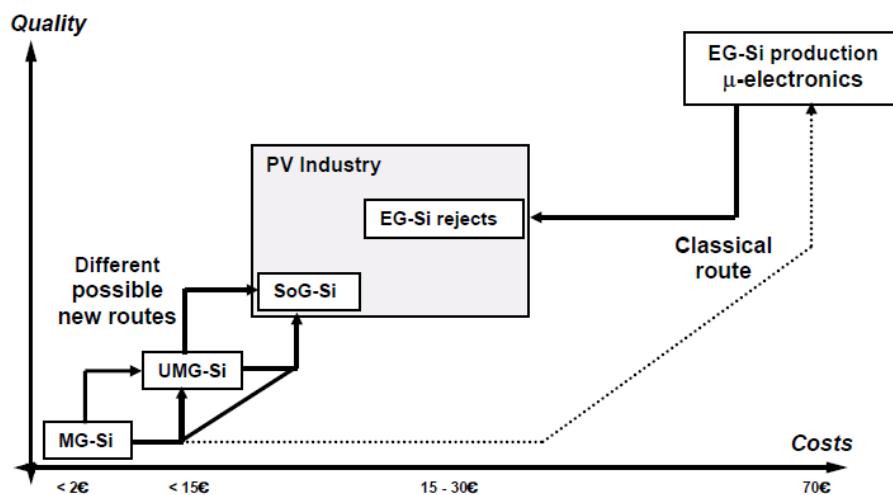 Quality
EG-Si production
μ-electronics
PV Industry
EG-Si rejects
Classical
route
Different
possible
new routes
SoG-Si
UMG-Si
MG-Si
Costs
< 2€
< 15€
15 - 30€
70€